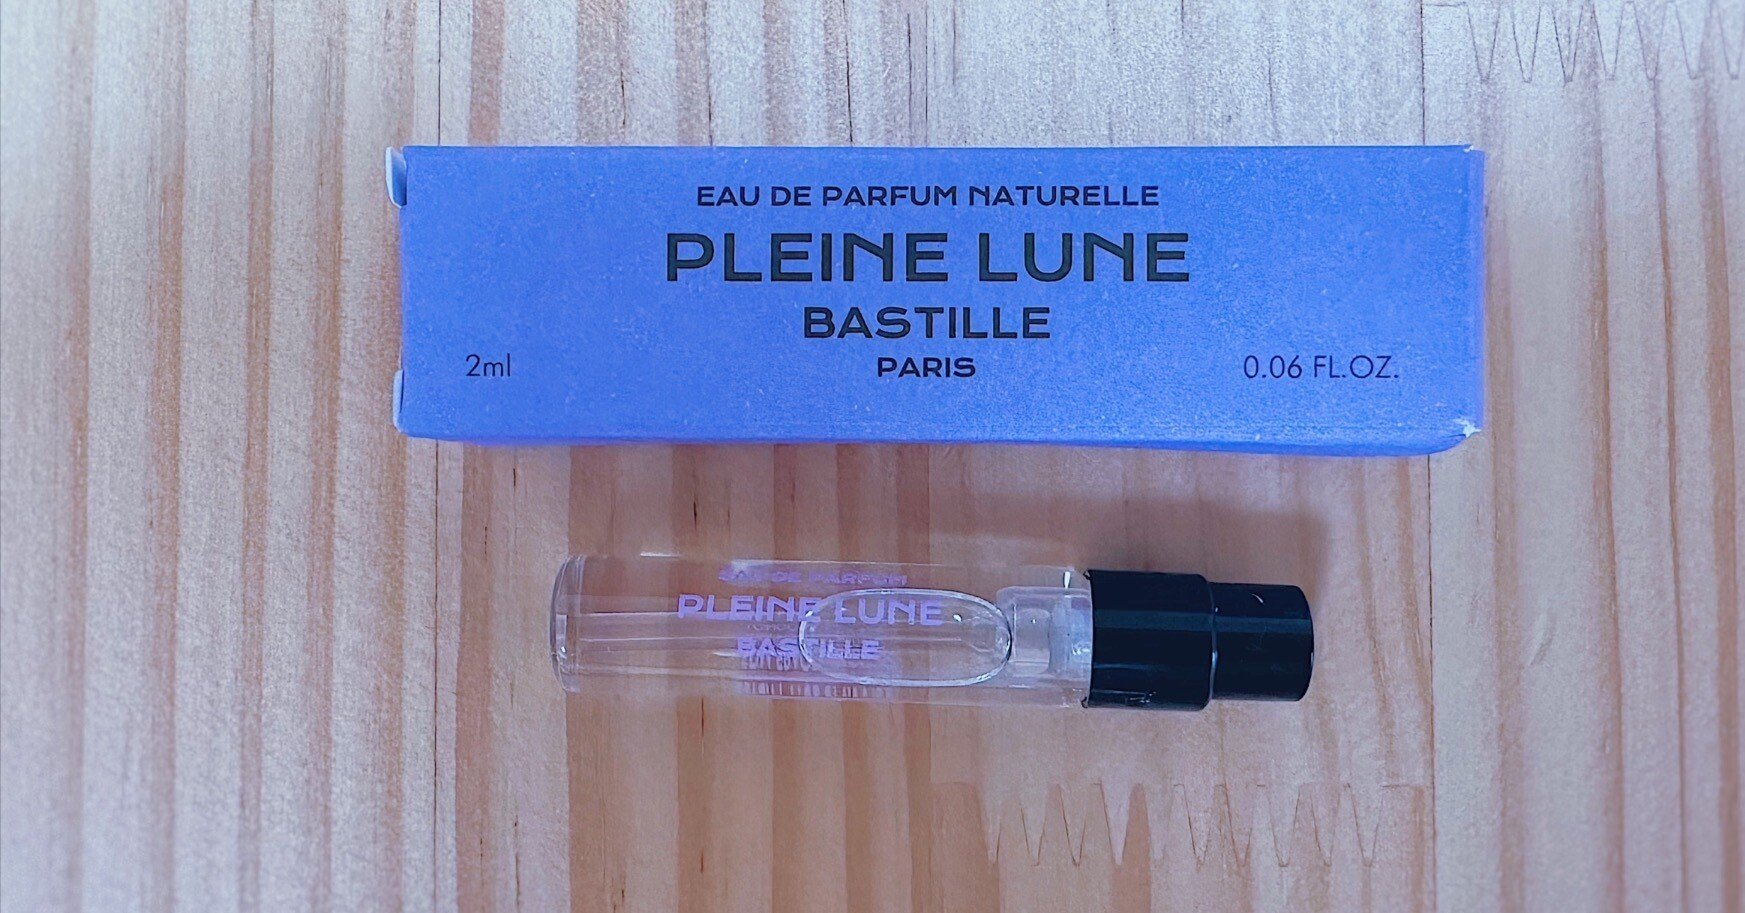 EAU DE PARFUM NATURELLE
PLEINE LUNE
BASTILLE
PARIS
2ml
0.06 FL.OZ.
EAU DE PARFUM
PLEINE LUNE
BASTILLE